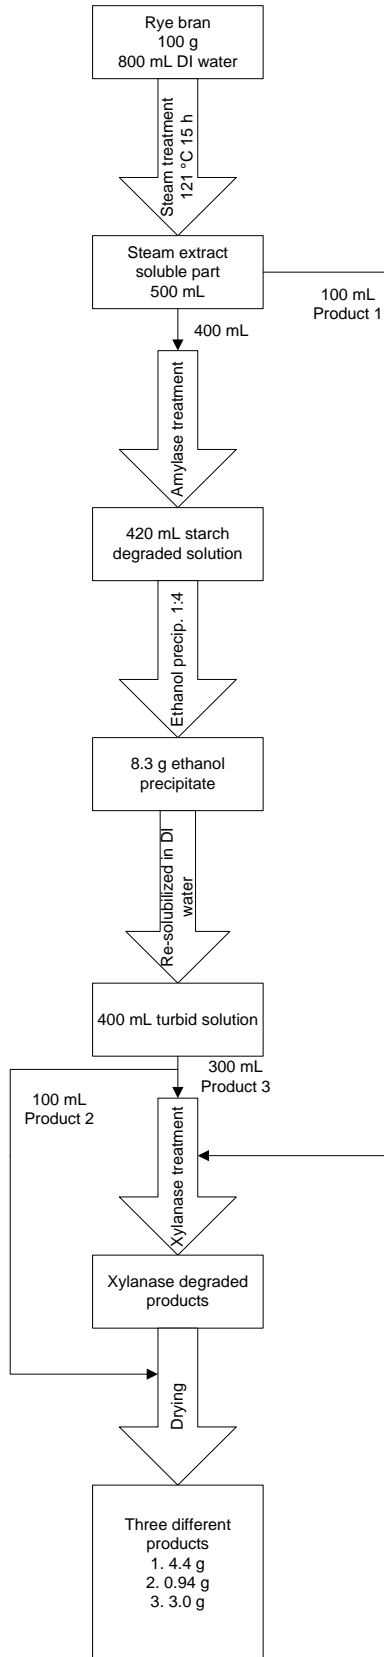 Rye bran
100 g
800 mL DI water
Steam treatment
121 °C 15 h
Steam extract
soluble part
500 mL
100 mL
Product 1
400 mL
Amylase treatment
420 mL starch
degraded solution
Ethanol precip. 1:4
8.3 g ethanol
precipitate
Re-solubilized in DI
water
400 mL turbid solution
300 mL
Product 3
100 mL
Product 2
Xylanase treatment
Xylanase degraded
products
Drying
Three different
products
1. 4.4 g
2. 0.94 g
3. 3.0 g